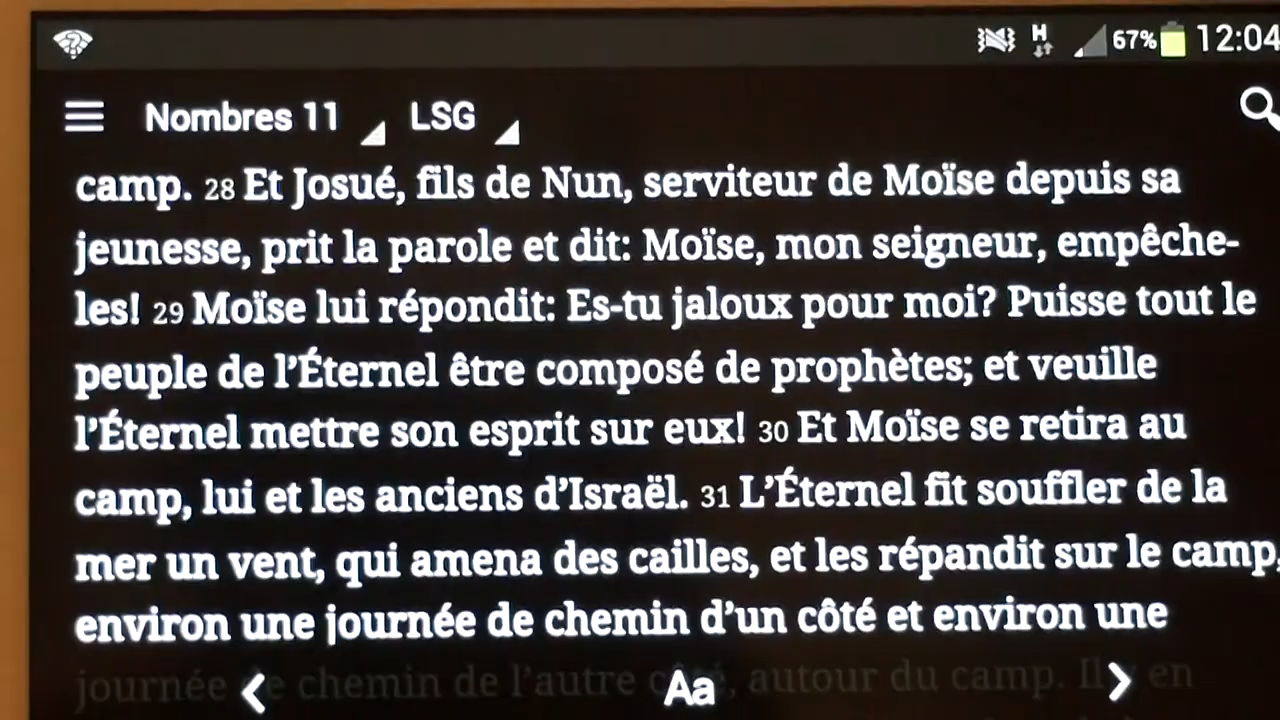 H 67% 12:04
Nombres 11 LSG
camp. 28 Et Josué, fils de Nun, serviteur de Moïse depuis sa
jeunesse, prit la parole et dit: Moïse, mon seigneur, empêche-
les! 29 Moïse lui répondit: Es-tu jaloux pour moi? Puisse tout le
peuple de l’Éternel être composé de prophètes; et veuille
l’Éternel mettre son esprit sur eux! 30 Et Moïse se retira au
camp, lui et les anciens d’Israël. 31 L’Éternel fit souffler de la
mer un vent, qui amena des cailles, et les répandit sur le camp,
environ une journée de chemin d’un côté et environ une
journée de chemin de l’autre côté, autour du camp. Il y en
Aa